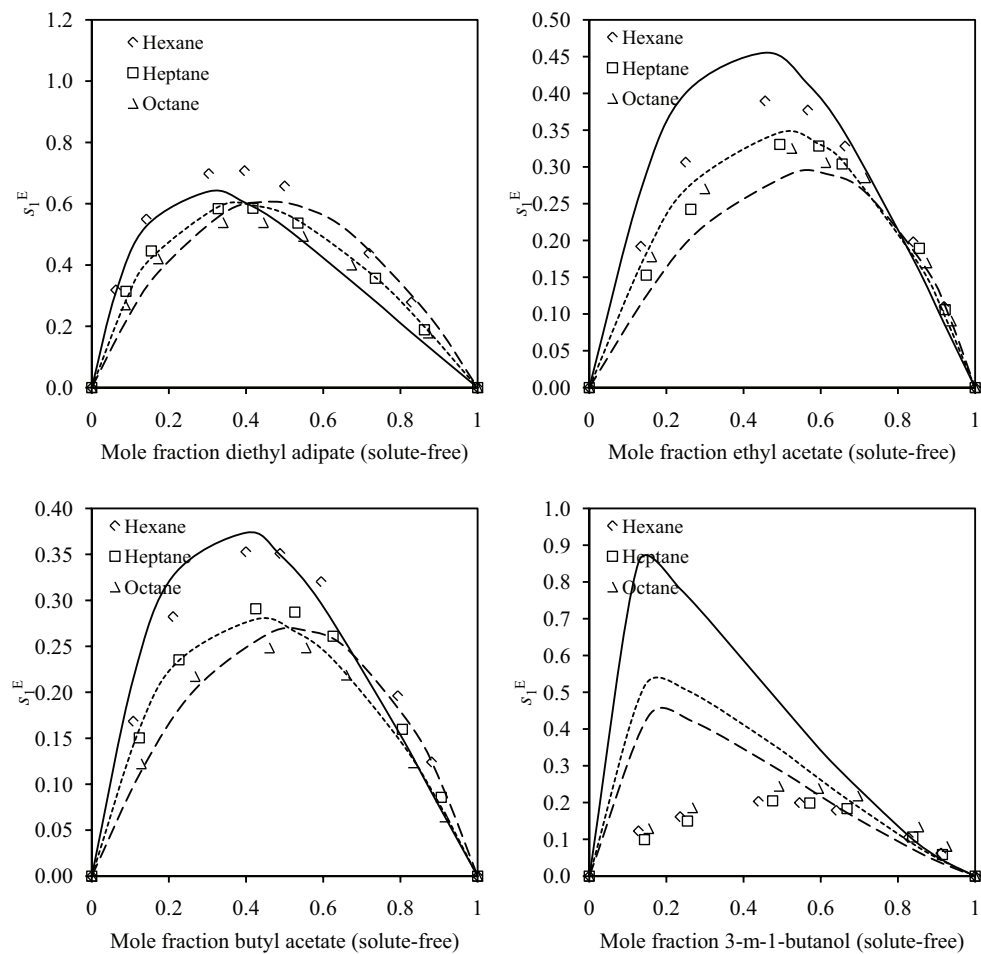 1.2
1.0
0.8
0.6
0.4
0.2
0.0
s₁ᴱ
Hexane
Heptane
Octane
0 0.2 0.4 0.6 0.8 1
Mole fraction diethyl adipate (solute-free)
0.50
0.45
0.40
0.35
0.30
0.25
0.20
0.15
0.10
0.05
0.00
s₁ᴱ
Hexane
Heptane
Octane
0 0.2 0.4 0.6 0.8 1
Mole fraction ethyl acetate (solute-free)
0.40
0.35
0.30
0.25
0.20
0.15
0.10
0.05
0.00
s₁ᴱ
Hexane
Heptane
Octane
0 0.2 0.4 0.6 0.8 1
Mole fraction butyl acetate (solute-free)
1.0
0.9
0.8
0.7
0.6
0.5
0.4
0.3
0.2
0.1
0.0
s₁ᴱ
Hexane
Heptane
Octane
0 0.2 0.4 0.6 0.8 1
Mole fraction 3-m-1-butanol (solute-free)